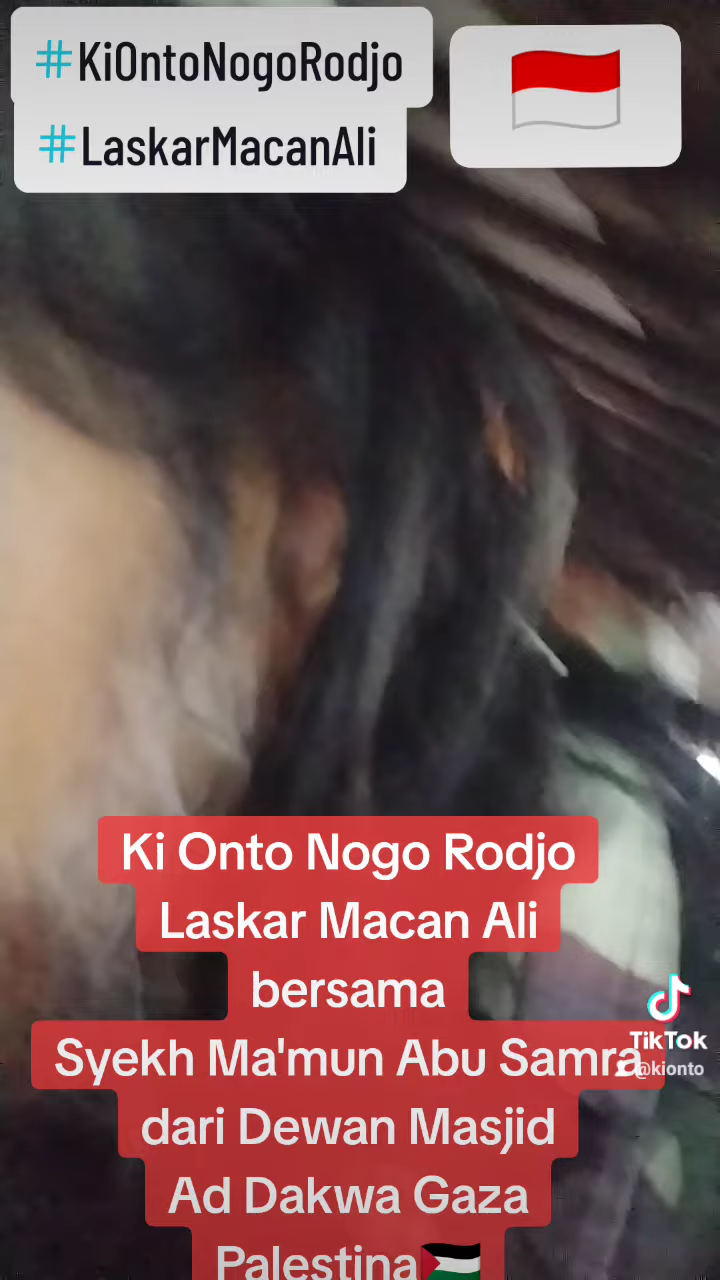 #KiOntoNogoRodjo
#LaskarMacanAli
Ki Onto Nogo Rodjo
Laskar Macan Ali
bersama
Syekh Ma'mun Abu Samra
dari Dewan Masjid
Ad Dakwa Gaza
Palestina🇵🇸
TikTok
@kionto